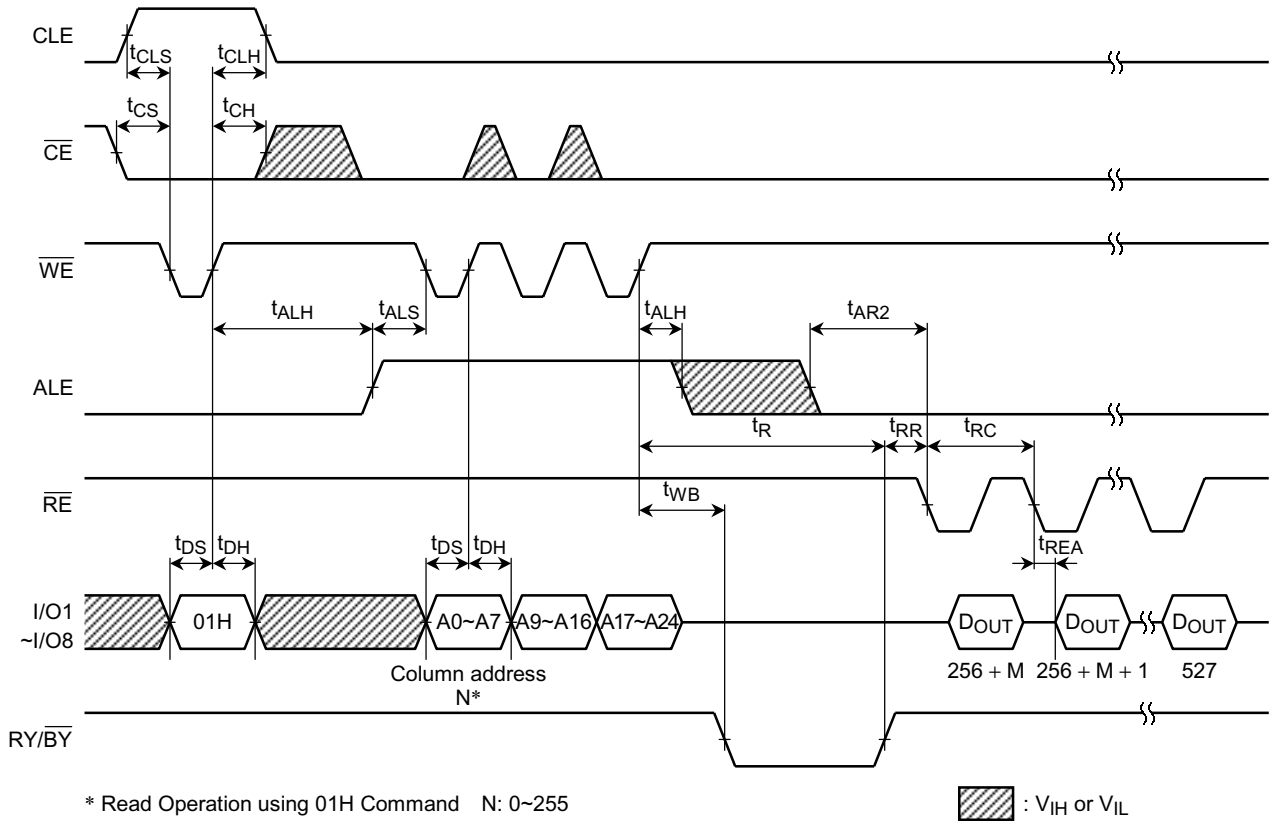 CLE
tCLS tCLH
tCS tCH
CE
WE
tALH tALS tALH tAR2
ALE
tR tRR tRC
RE
tWB
tDS tDH tDS tDH tREA
I/O1
~I/O8
01H A0~A7 A9~A16 A17~A24 DOUT DOUT DOUT
Column address
N*
256 + M 256 + M + 1 527
RY/BY
* Read Operation using 01H Command N: 0~255
: VIH or VIL